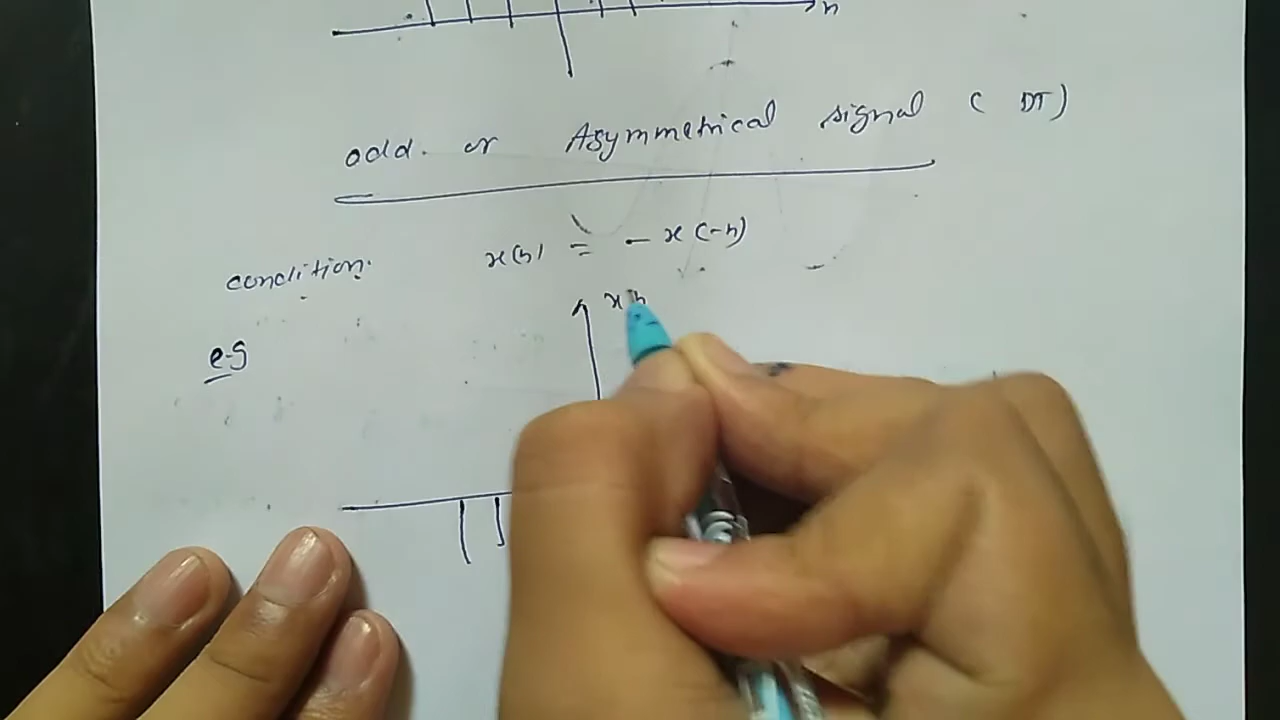 n
odd. or Asymmetrical signal ( DT)
condition. x(n) = - x(-n)
x n
e-g